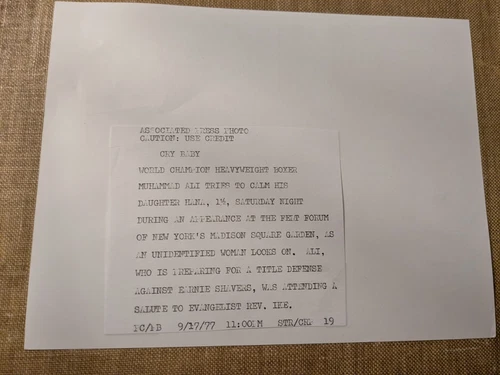 ASSOCIATED PRESS PHOTO
CAUTION: USE CREDIT
CRY BABY
WORLD CHAMPION HEAVYWEIGHT BOXER
MUHAMMAD ALI TRIES TO CALM HIS
DAUGHTER HANA, 1½, SATURDAY NIGHT
DURING AN APPEARANCE AT THE FELT FORUM
OF NEW YORK'S MADISON SQUARE GARDEN, AS
AN UNIDENTIFIED WOMAN LOOKS ON. ALI,
WHO IS PREPARING FOR A TITLE DEFENSE
AGAINST EARNIE SHAVERS, WAS ATTENDING A
SALUTE TO EVANGELIST REV. IKE.
9/17/77 11:00PM 19